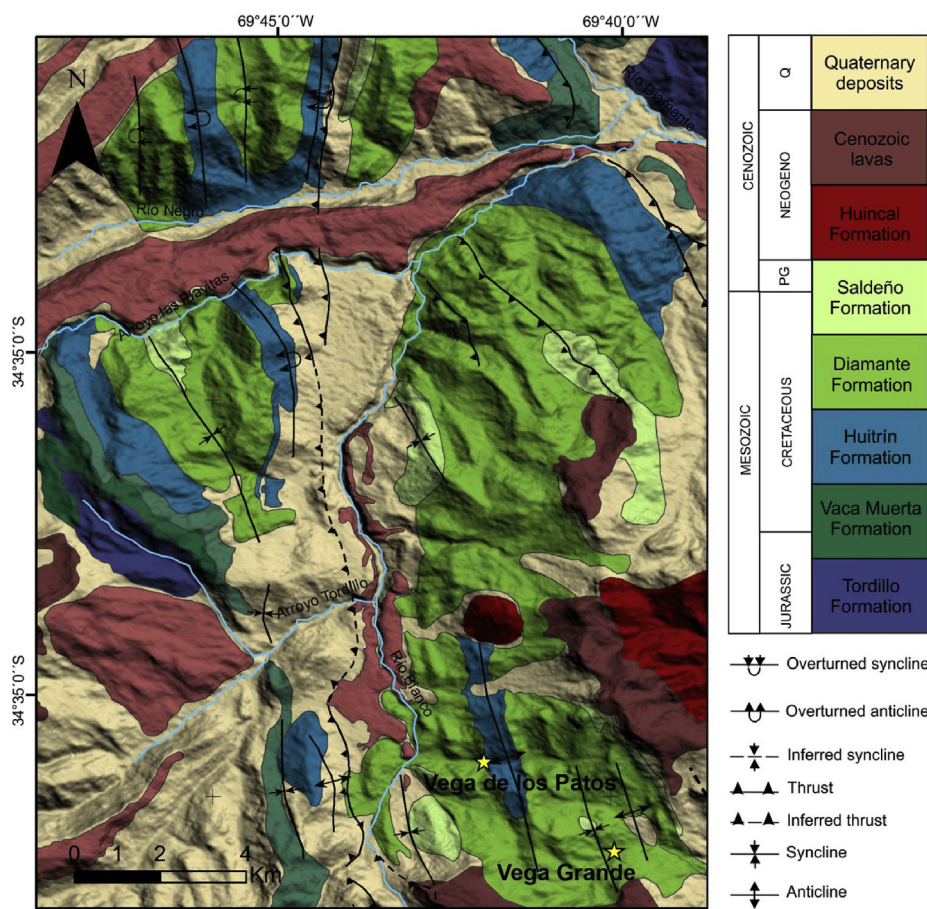 69°45´0´´W
69°40´0´´W
N
Río Diamante
Río Negro
Arroyo las Playitas
34°35´0´´S
Arroyo Tordillo
Río Blanco
34°35´0´´S
Vega de los Patos
Vega Grande
0 1 2 4
Km
CENOZOIC
MESOZOIC
Q
NEOGENO
PG
CRETACEOUS
JURASSIC
Quaternary
deposits
Cenozoic
lavas
Huincal
Formation
Saldeño
Formation
Diamante
Formation
Huitrín
Formation
Vaca Muerta
Formation
Tordillo
Formation
Overturned syncline
Overturned anticline
Inferred syncline
Thrust
Inferred thrust
Syncline
Anticline